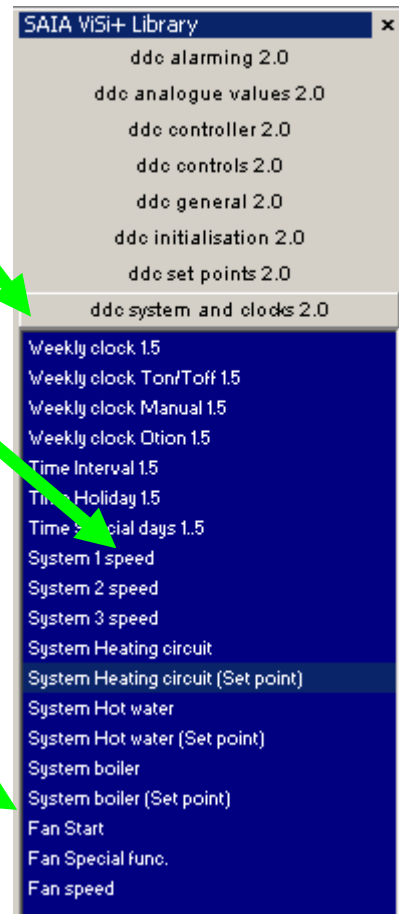 SAIA ViSi+ Library ×
ddc alarming 2.0
ddc analogue values 2.0
ddc controller 2.0
ddc controls 2.0
ddc general 2.0
ddc initialisation 2.0
ddc set points 2.0
ddc system and clocks 2.0
Weekly clock 1.5
Weekly clock Ton/Toff 1.5
Weekly clock Manual 1.5
Weekly clock Otion 1.5
Time Interval 1.5
Holiday 1.5
Time days 1..5
System 1 speed
System 2 speed
System 3 speed
System Heating circuit
System Heating circuit (Set point)
System Hot water
System Hot water (Set point)
System boiler
System boiler (Set point)
Fan Start
Fan Special func.
Fan speed